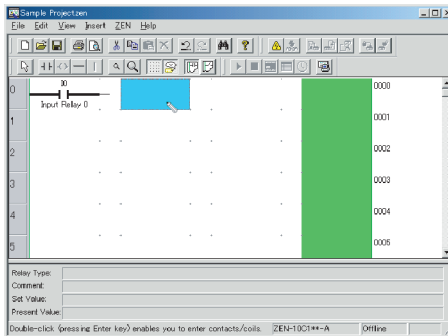 Sample Projectzen
File Edit View Insert ZEN Help
0 I0 0000
Input Relay 0
1 0001
2 0002
3 0003
4 0004
5 0005
Relay Type:
Comment:
Set Value:
Present Value:
Double-click (pressing Enter key) enables you to enter contacts/coils. ZEN-10C1**-A Offline